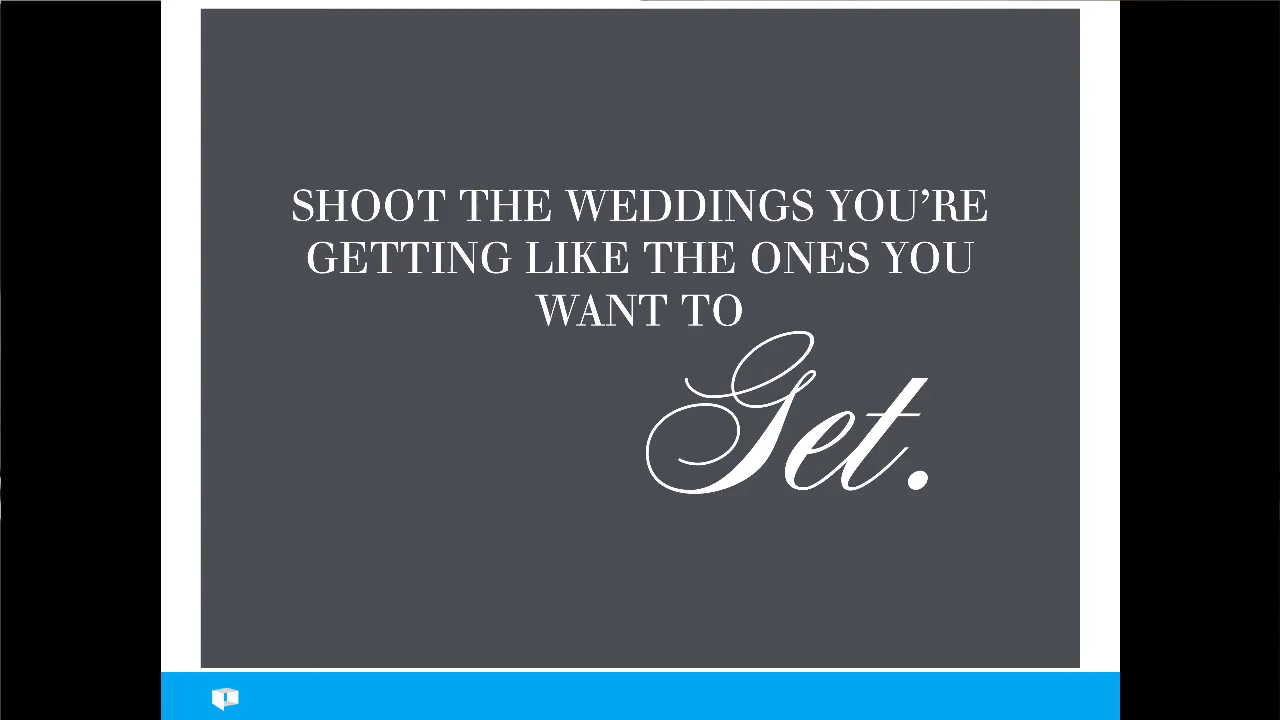 SHOOT THE WEDDINGS YOU’RE
GETTING LIKE THE ONES YOU
WANT TO
Get.